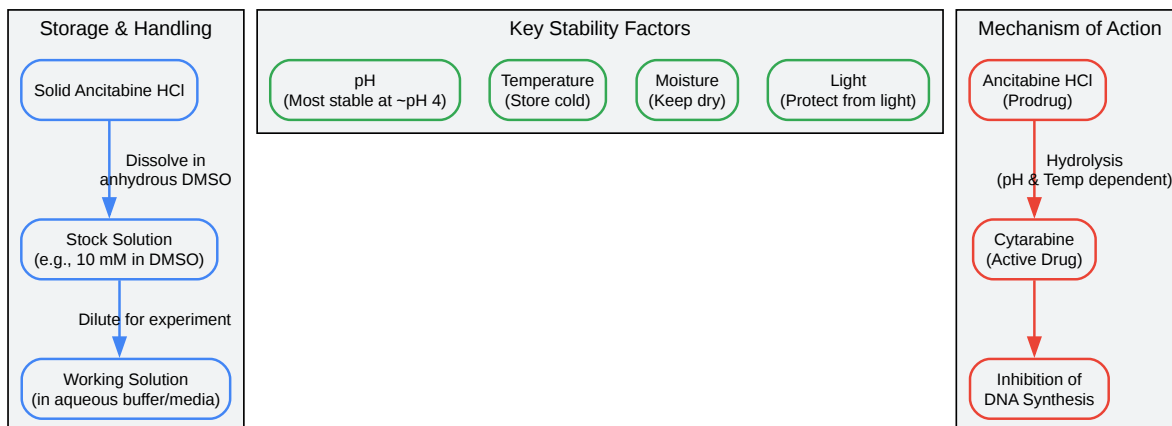 Storage & Handling
Solid Ancitabine HCl
Dissolve in
anhydrous DMSO
Stock Solution
(e.g., 10 mM in DMSO)
Dilute for experiment
Working Solution
(in aqueous buffer/media)
Key Stability Factors
pH
(Most stable at ~pH 4)
Temperature
(Store cold)
Moisture
(Keep dry)
Light
(Protect from light)
Mechanism of Action
Ancitabine HCl
(Prodrug)
Hydrolysis
(pH & Temp dependent)
Cytarabine
(Active Drug)
Inhibition of
DNA Synthesis